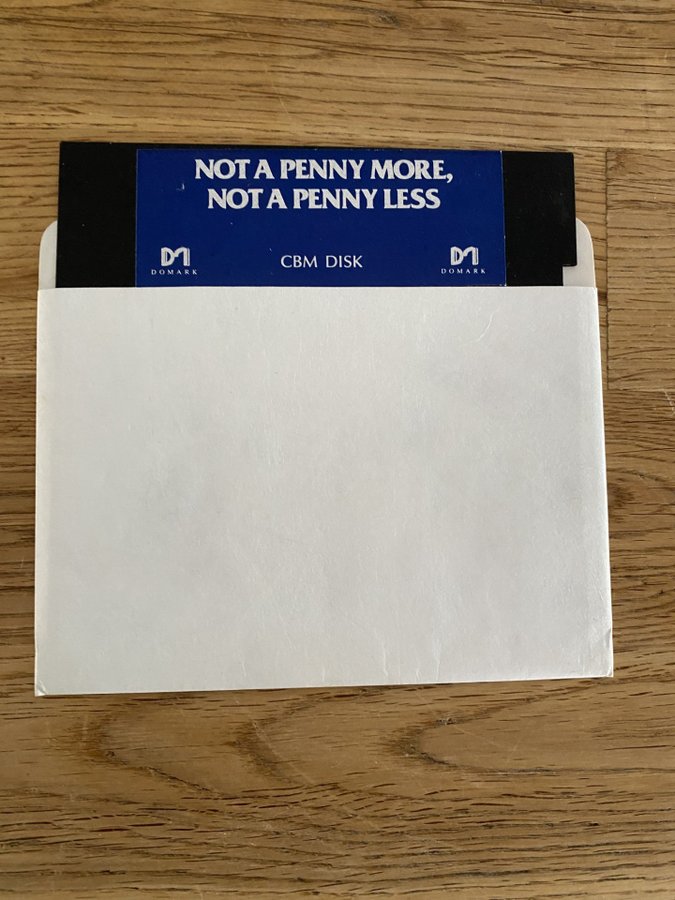 NOT A PENNY MORE,
NOT A PENNY LESS
DOMARK
CBM DISK
DOMARK